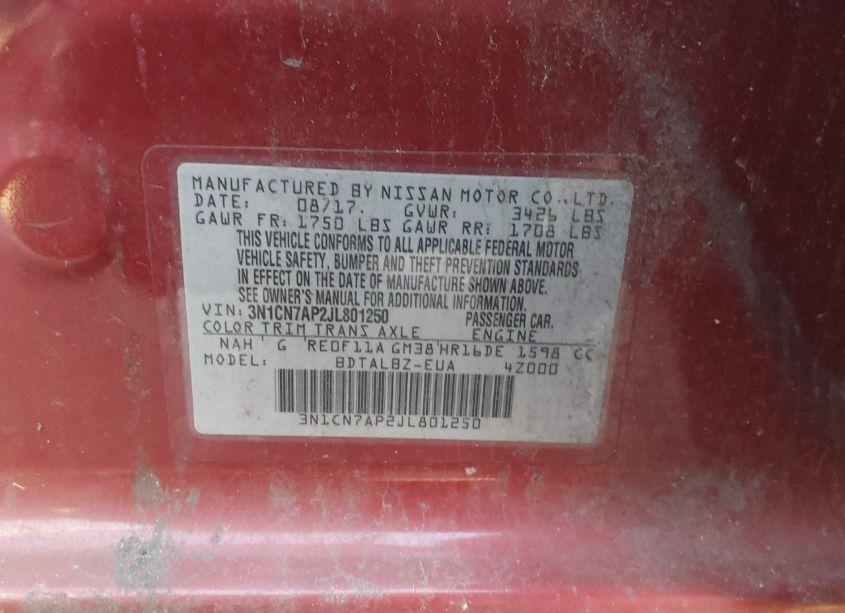 MANUFACTURED BY NISSAN MOTOR CO.,LTD.
DATE: 08/17. GVWR: 3426 LBS
GAWR FR: 1750 LBS GAWR RR: 1708 LBS
THIS VEHICLE CONFORMS TO ALL APPLICABLE FEDERAL MOTOR
VEHICLE SAFETY, BUMPER AND THEFT PREVENTION STANDARDS
IN EFFECT ON THE DATE OF MANUFACTURE SHOWN ABOVE.
SEE OWNER'S MANUAL FOR ADDITIONAL INFORMATION.
VIN: 3N1CN7AP2JL801250 PASSENGER CAR.
COLOR TRIM TRANS AXLE ENGINE
NAH G RE0F11A GM38 HR16DE 1598 CC
MODEL: BDTALBZ-EUA 4Z000
3N1CN7AP2JL801250